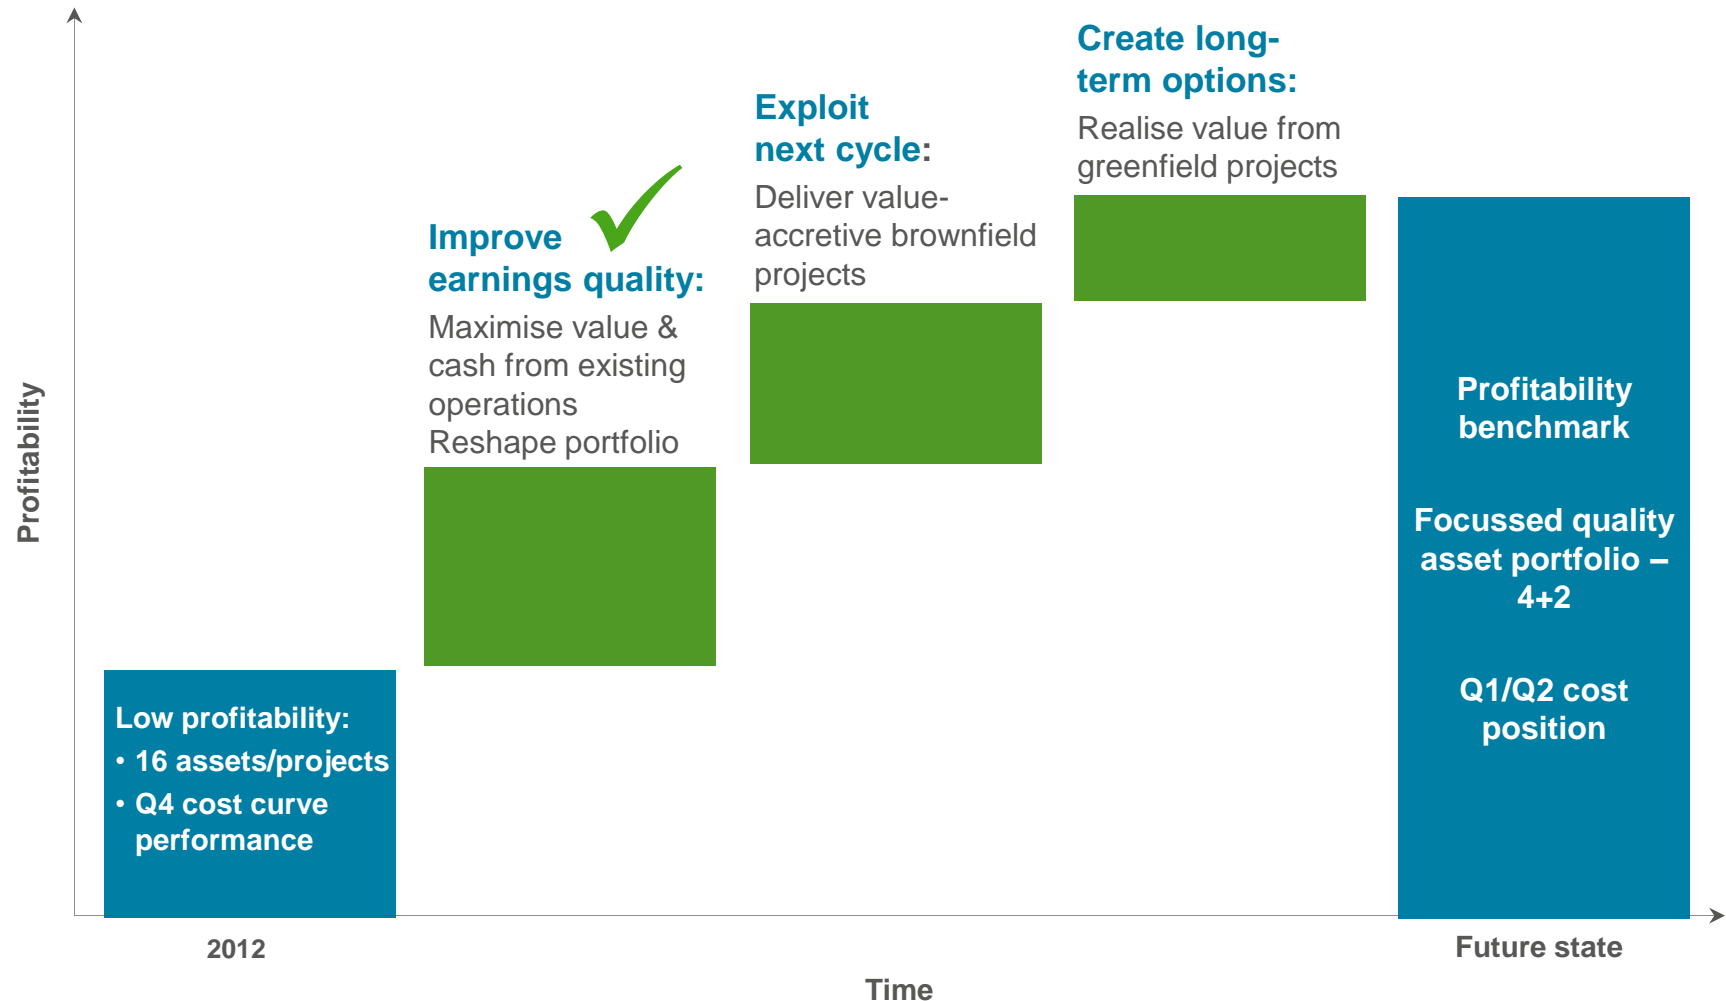 Profitability
Low profitability:
• 16 assets/projects
• Q4 cost curve
performance
2012
Improve
earnings quality:
Maximise value &
cash from existing
operations
Reshape portfolio
Exploit
next cycle:
Deliver value-
accretive brownfield
projects
Create long-
term options:
Realise value from
greenfield projects
Profitability
benchmark
Focussed quality
asset portfolio –
4+2
Q1/Q2 cost
position
Future state
Time